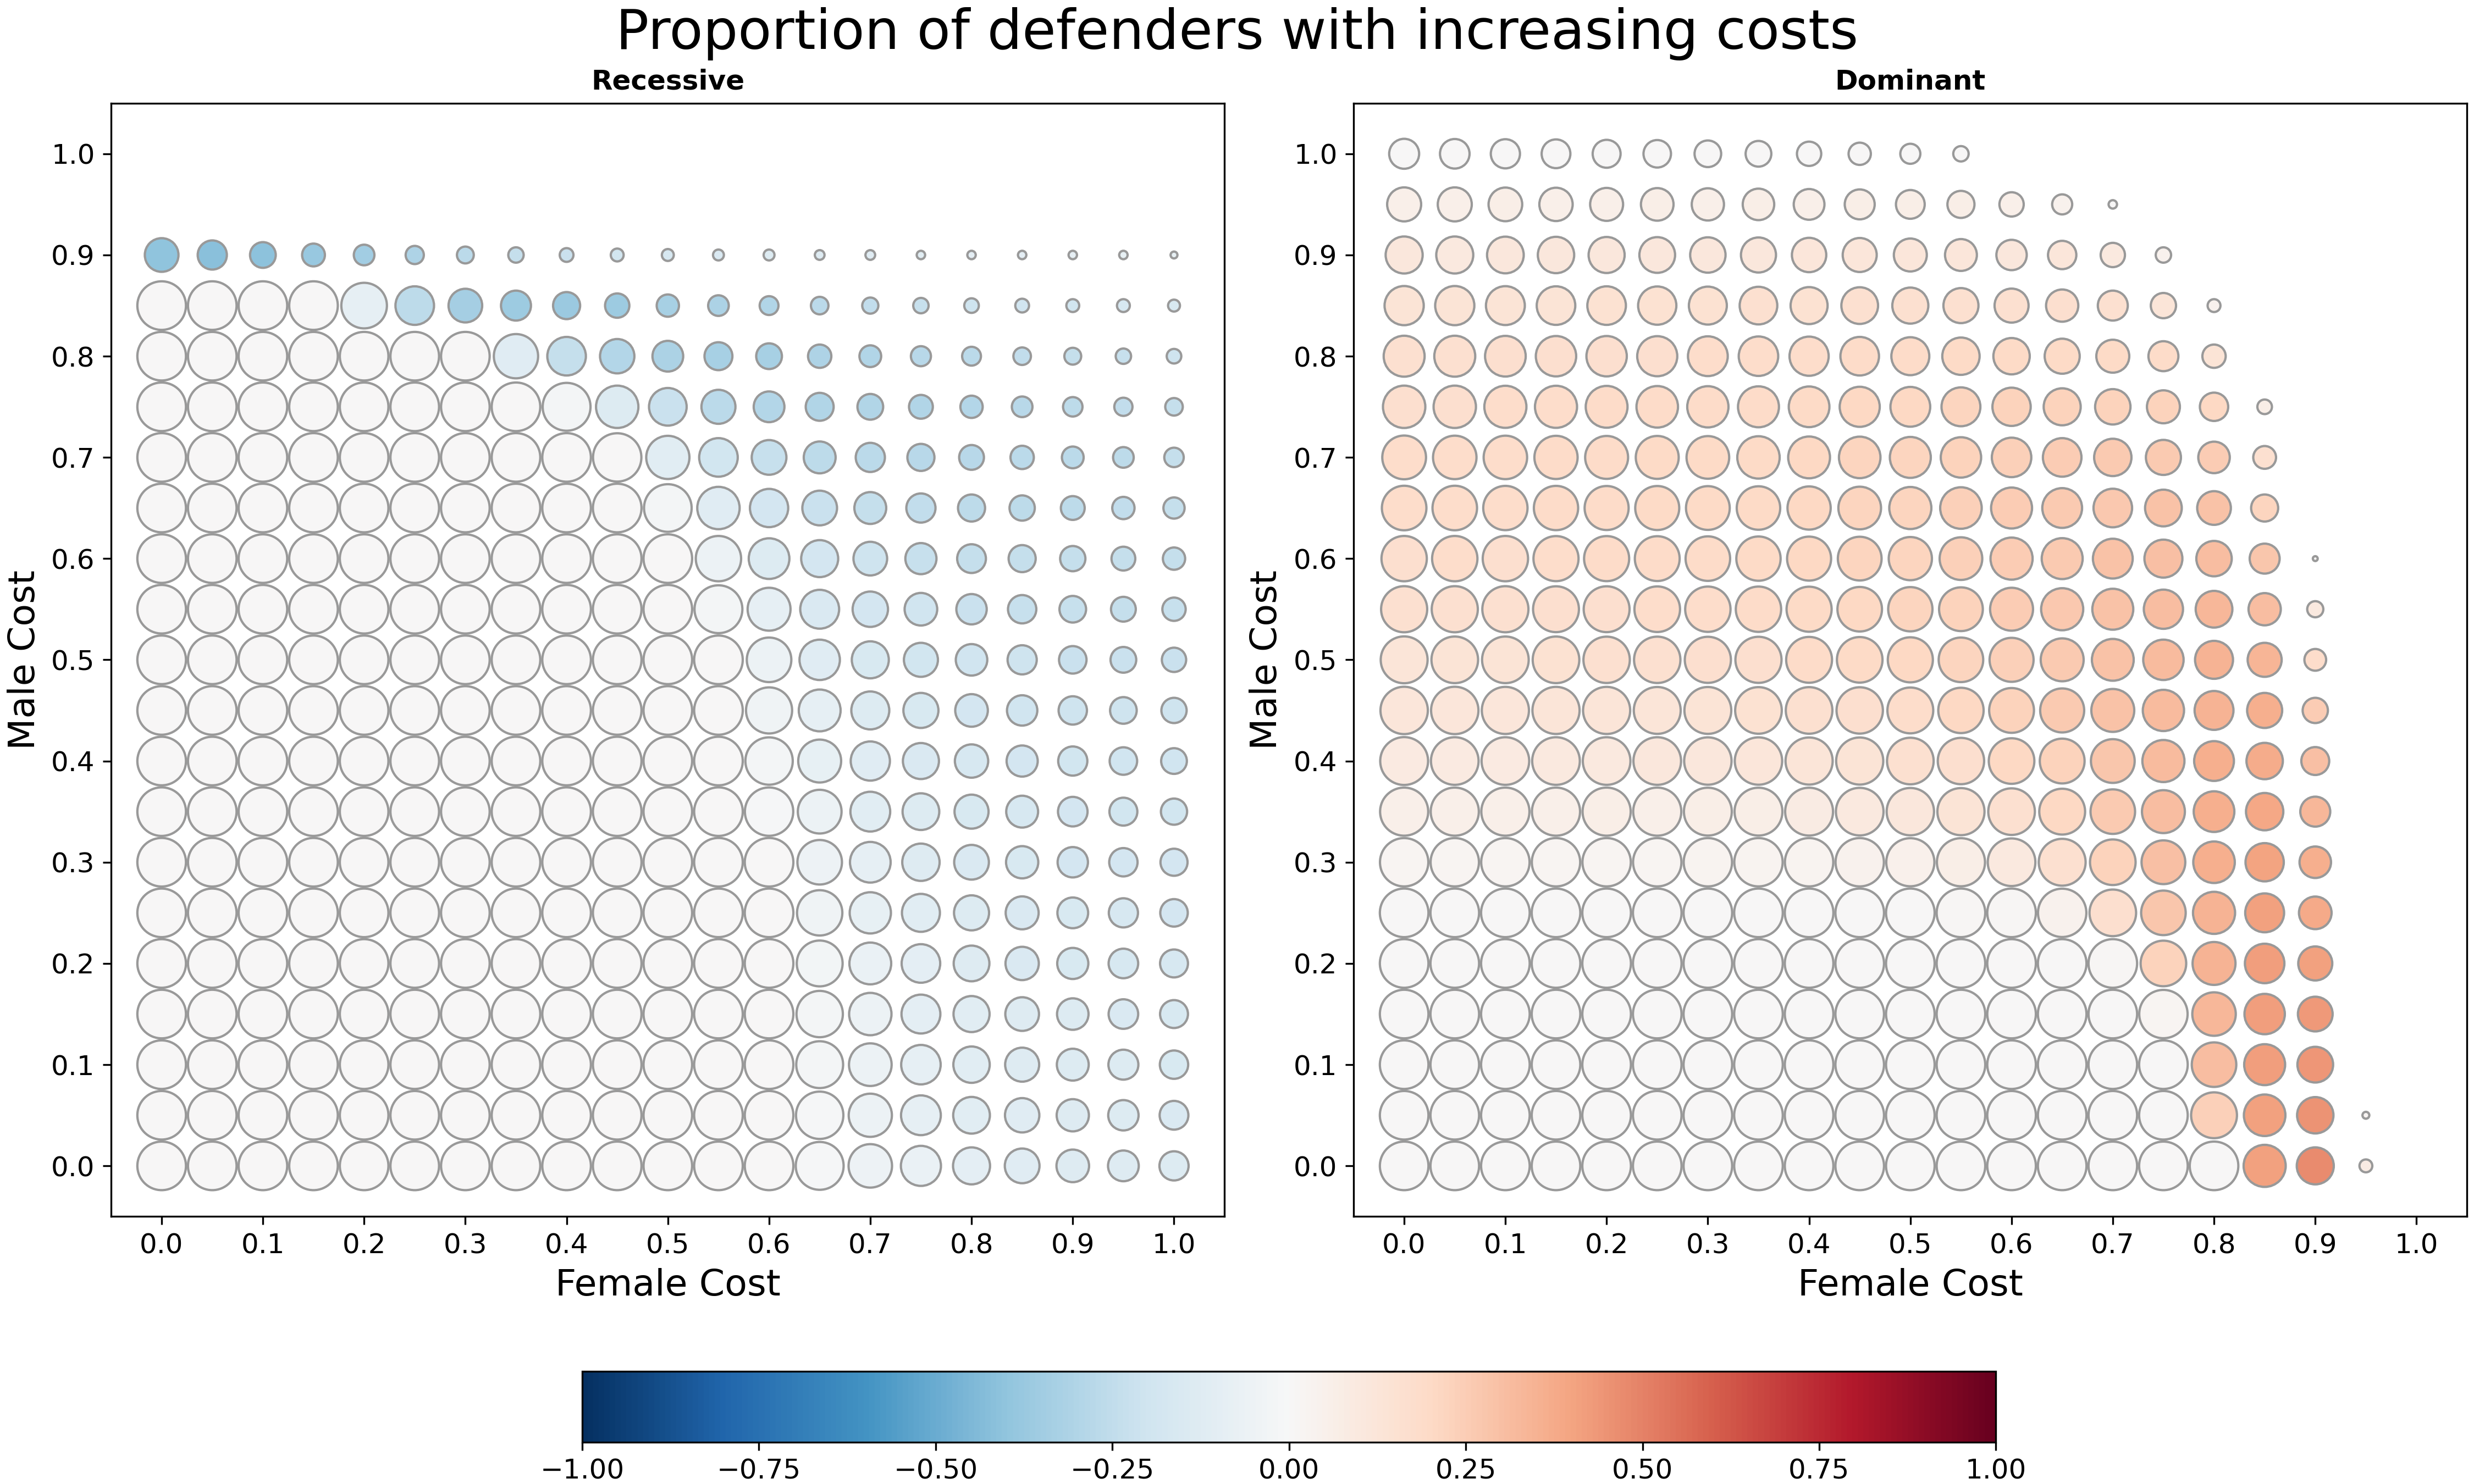 Proportion of defenders with increasing costs
Recessive
Dominant
Male Cost
1.0
0.9
0.8
0.7
0.6
0.5
0.4
0.3
0.2
0.1
0.0
0.0 0.1 0.2 0.3 0.4 0.5 0.6 0.7 0.8 0.9 1.0
Female Cost
Male Cost
1.0
0.9
0.8
0.7
0.6
0.5
0.4
0.3
0.2
0.1
0.0
0.0 0.1 0.2 0.3 0.4 0.5 0.6 0.7 0.8 0.9 1.0
Female Cost
−1.00 −0.75 −0.50 −0.25 0.00 0.25 0.50 0.75 1.00